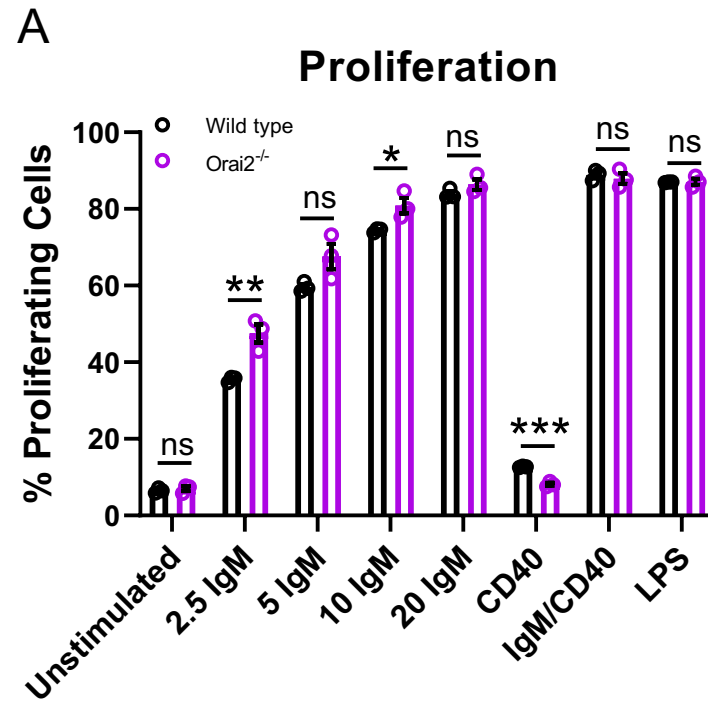 A
Proliferation
Wild type
Orai2-/-
% Proliferating Cells
100
80
60
40
20
0
ns
**
ns
*
ns
***
ns
ns
Unstimulated
2.5 IgM
5 IgM
10 IgM
20 IgM
CD40
IgM/CD40
LPS